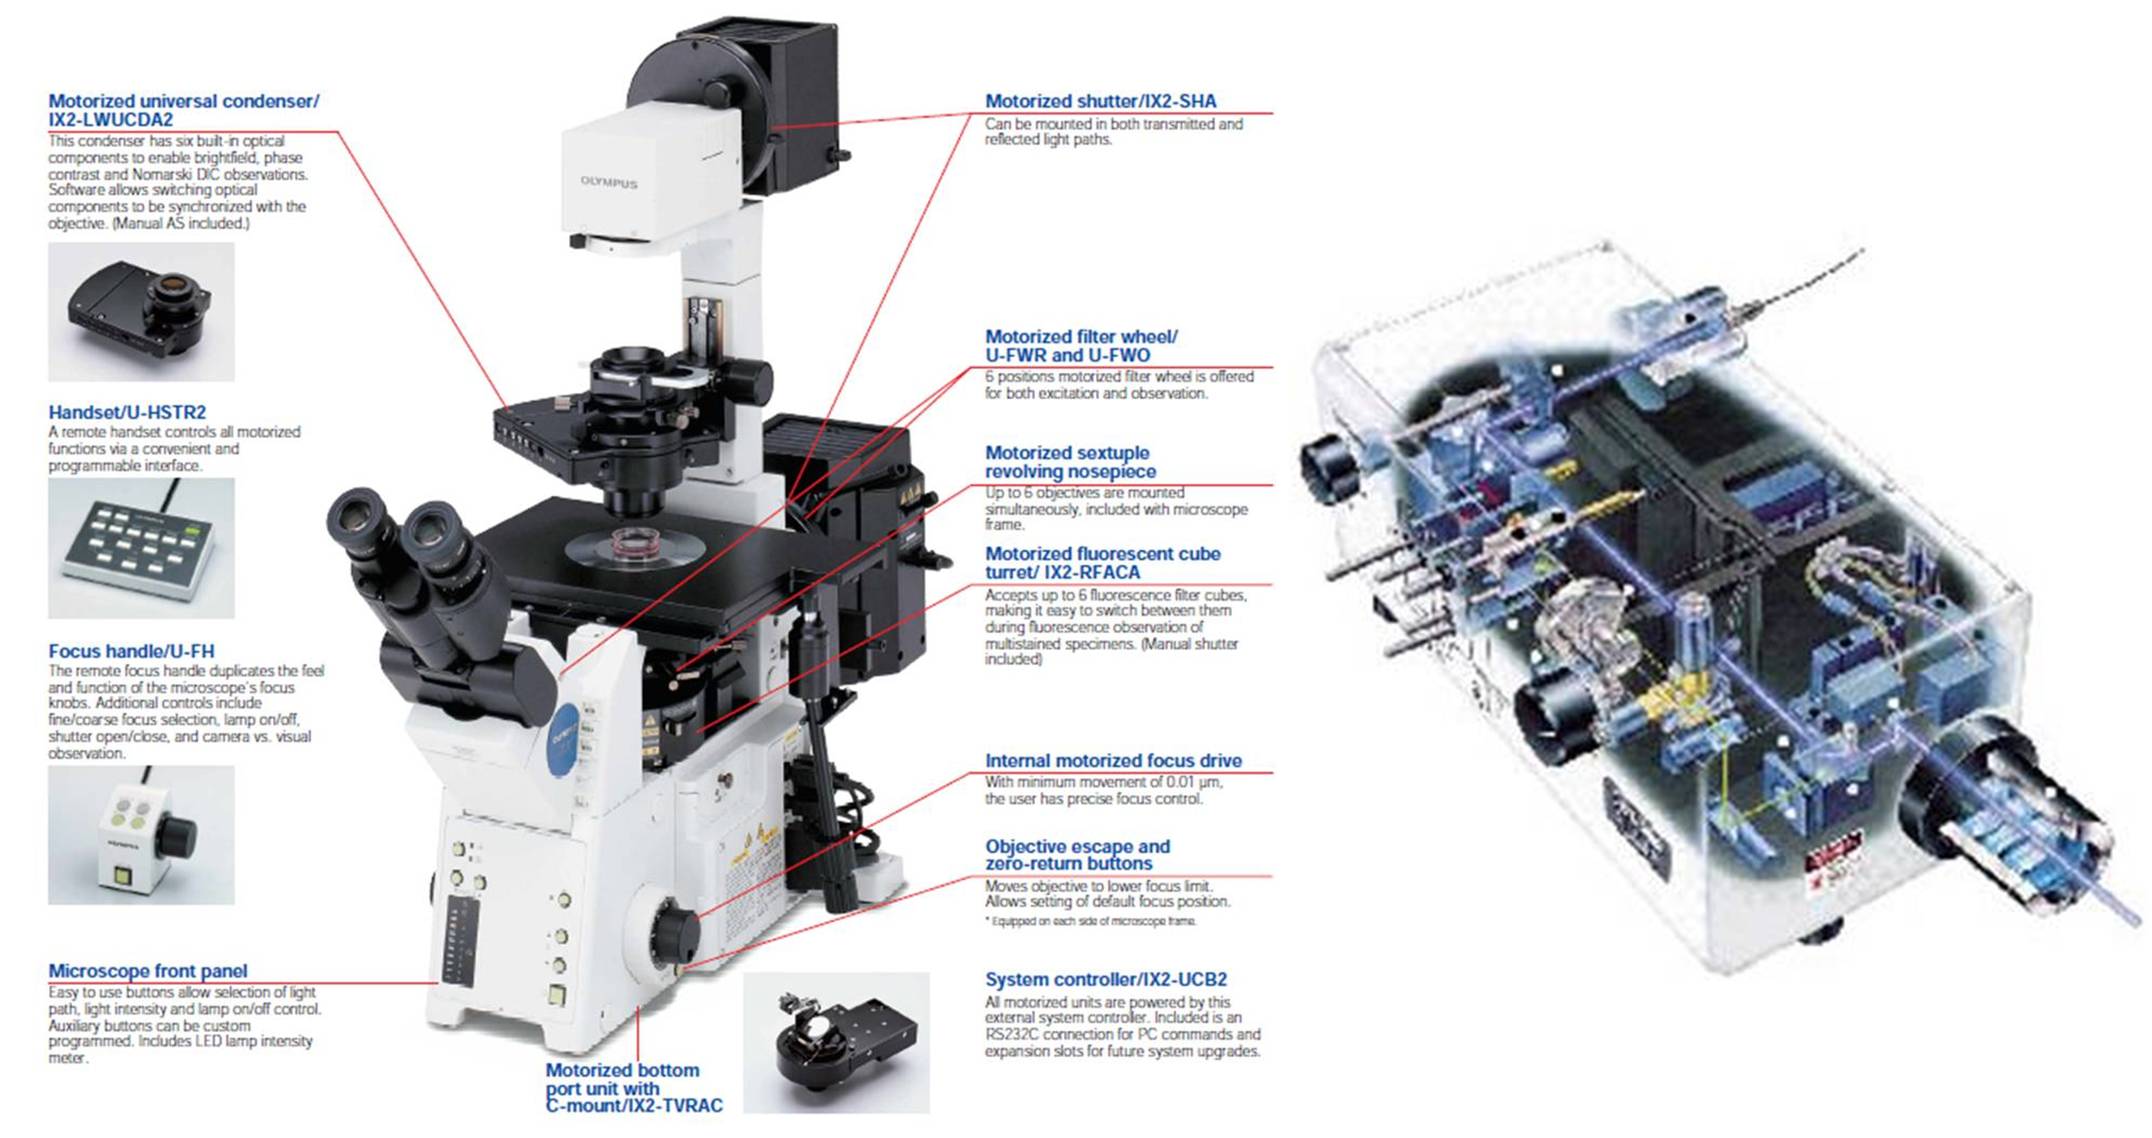 Motorized universal condenser/
IX2-LWUCDA2
This condenser has six built-in optical
components to enable brightfield, phase
contrast and Nomarski DIC observations.
Software allows switching optical
components to be synchronized with the
objective. (Manual AS included.)
Handset/U-HSTR2
A remote handset controls all motorized
functions via a convenient and
programmable interface.
Focus handle/U-FH
The remote focus handle duplicates the feel
and function of the microscope's focus
knobs. Additional controls include
fine/coarse focus selection, lamp on/off,
shutter open/close, and camera vs. visual
observation.
OLYMPUS
Microscope front panel
Easy to use buttons allow selection of light
path, light intensity and lamp on/off control.
Auxiliary buttons can be custom
programmed. Includes LED lamp intensity
meter.
OLYMPUS
OLYMPUS
Motorized bottom
port unit with
C-mount/IX2-TVRAC
Motorized shutter/IX2-SHA
Can be mounted in both transmitted and
reflected light paths.
Motorized filter wheel/
U-FWR and U-FWO
6 positions motorized filter wheel is offered
for both excitation and observation.
Motorized sextuple
revolving nosepiece
Up to 6 objectives are mounted
simultaneously, included with microscope
frame.
Motorized fluorescent cube
turret/ IX2-RFACA
Accepts up to 6 fluorescence filter cubes,
making it easy to switch between them
during fluorescence observation of
multistained specimens. (Manual shutter
included)
Internal motorized focus drive
With minimum movement of 0.01 µm,
the user has precise focus control.
Objective escape and
zero-return buttons
Moves objective to lower focus limit.
Allows setting of default focus position.
* Equipped on each side of microscope frame.
System controller/IX2-UCB2
All motorized units are powered by this
external system controller. Included is an
RS232C connection for PC commands and
expansion slots for future system upgrades.